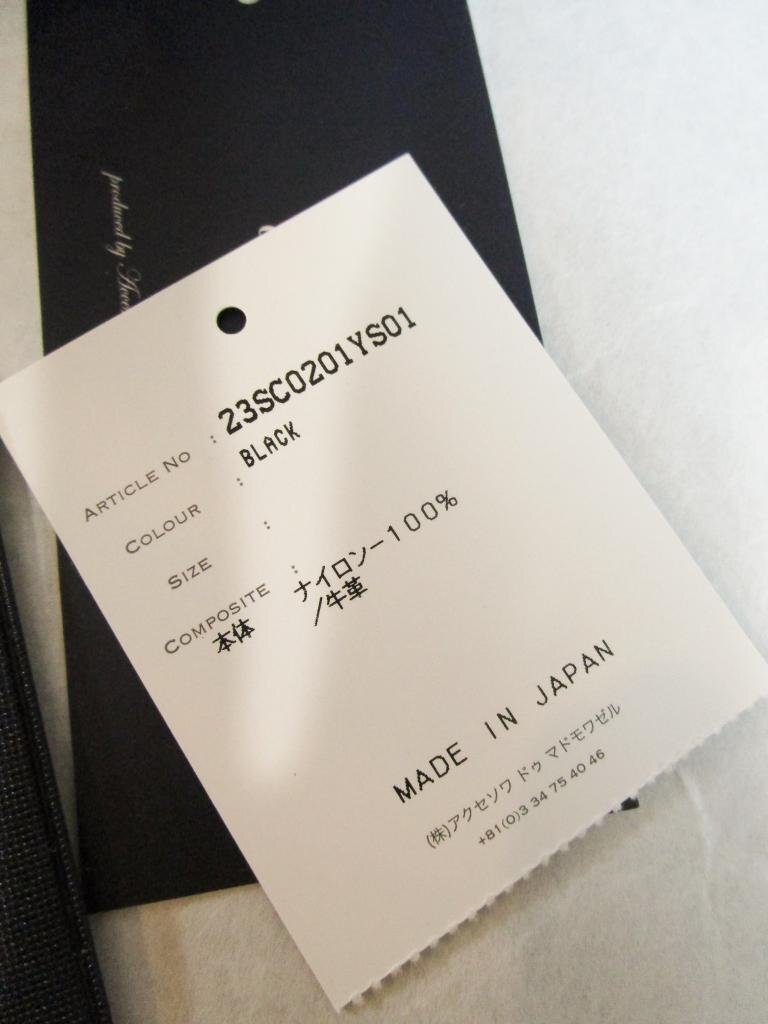 produced by
ARTICLE NO : 23SC0201YS01
COLOUR : BLACK
SIZE :
COMPOSITE : ナイロン－100%
本体 /牛革
MADE IN JAPAN
(株)アクセソワ ドゥ マドモワゼル
+81(0)3 34 75 40 46